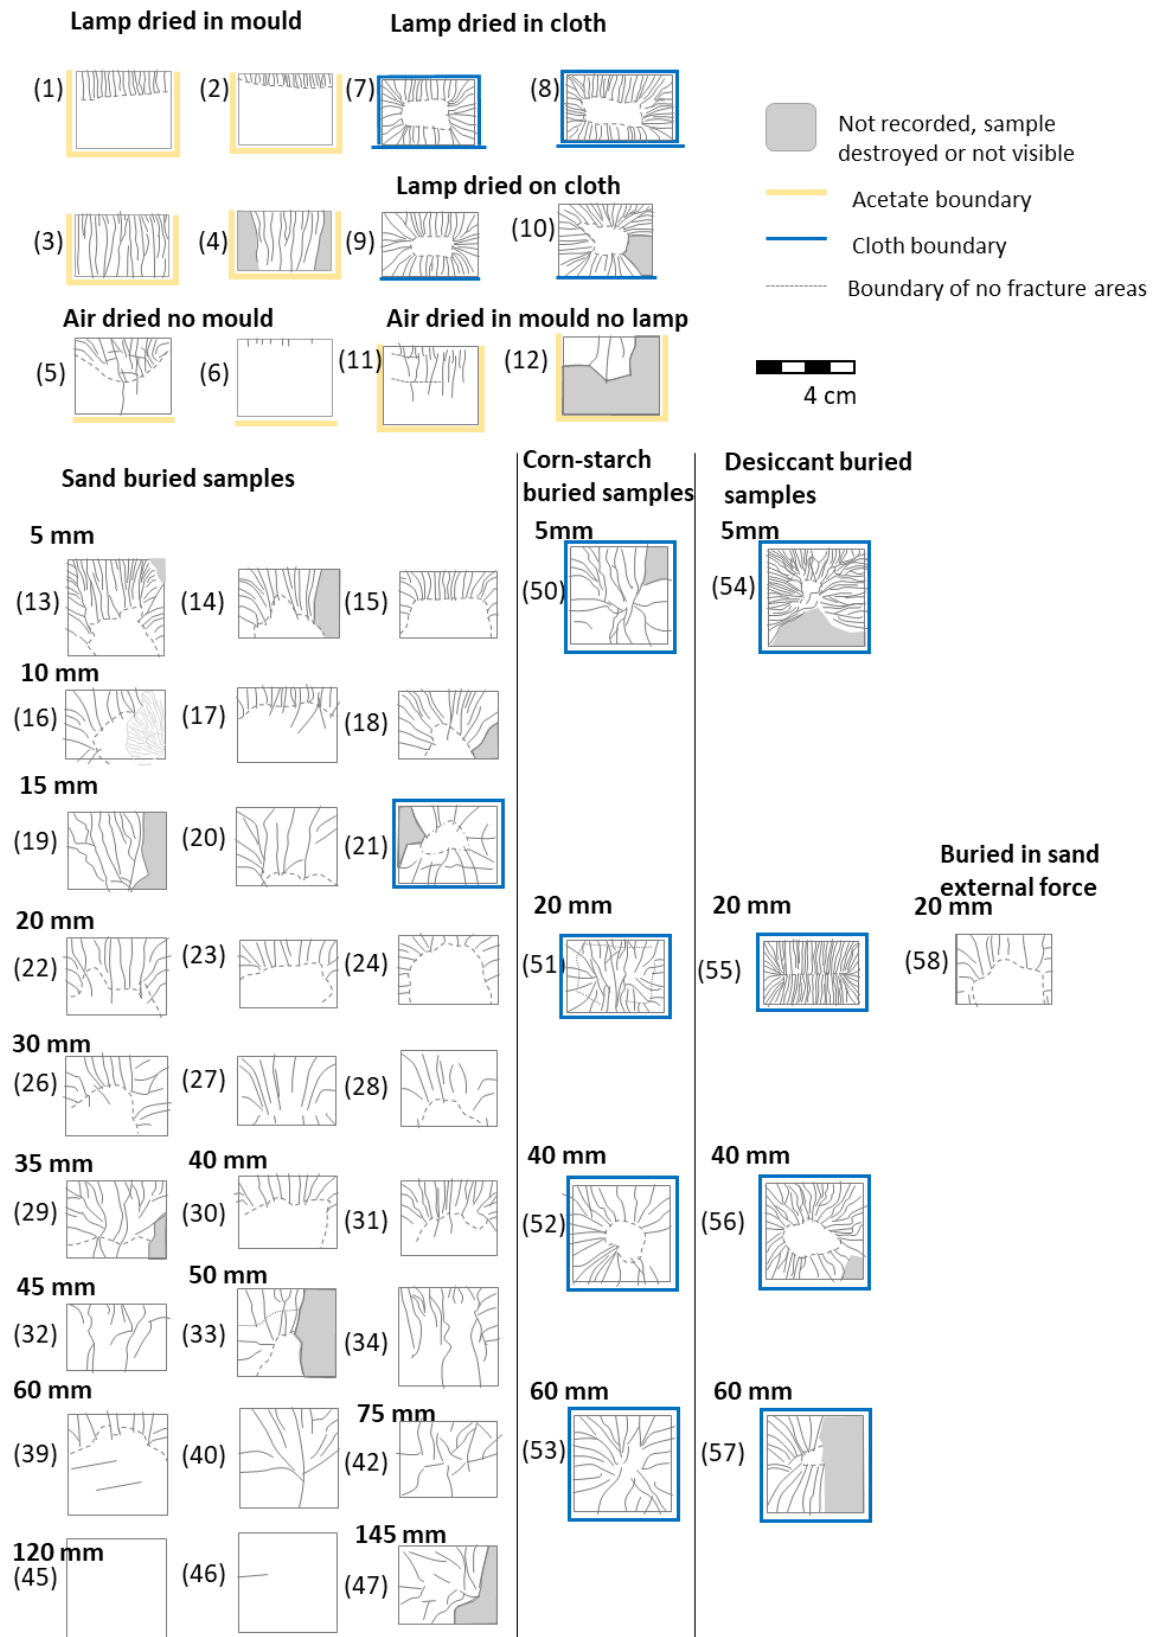 Lamp dried in mould
Lamp dried in cloth
(1)
(2)
(7)
(8)
Not recorded, sample
destroyed or not visible
Lamp dried on cloth
Acetate boundary
(3)
(4)
(9)
(10)
Cloth boundary
Boundary of no fracture areas
Air dried no mould
Air dried in mould no lamp
(5)
(6)
(11)
(12)
4 cm
Sand buried samples
Corn-starch
buried samples
Desiccant buried
samples
5 mm
5mm
5mm
(13)
(14)
(15)
(50)
(54)
10 mm
(16)
(17)
(18)
15 mm
(19)
(20)
(21)
Buried in sand
external force
20 mm
20 mm
20 mm
20 mm
(22)
(23)
(24)
(51)
(55)
(58)
30 mm
(26)
(27)
(28)
35 mm
40 mm
40 mm
40 mm
(29)
(30)
(31)
(52)
(56)
45 mm
50 mm
(32)
(33)
(34)
60 mm
75 mm
60 mm
60 mm
(39)
(40)
(42)
(53)
(57)
120 mm
145 mm
(45)
(46)
(47)